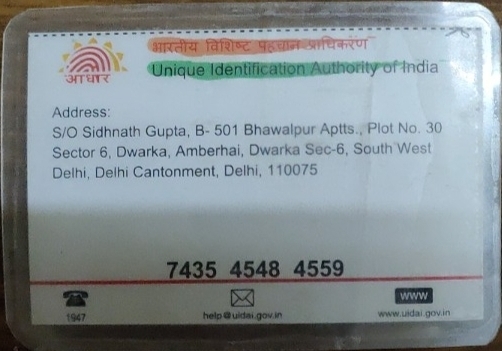 भारतीय विशिष्ट पहचान प्राधिकरण
आधार
Unique Identification Authority of India
Address:
S/O Sidhnath Gupta, B- 501 Bhawalpur Aptts., Plot No. 30
Sector 6, Dwarka, Amberhai, Dwarka Sec-6, South West
Delhi, Delhi Cantonment, Delhi, 110075
7435 4548 4559
1947
help@uidai.gov.in
WWW
www.uidai.gov.in